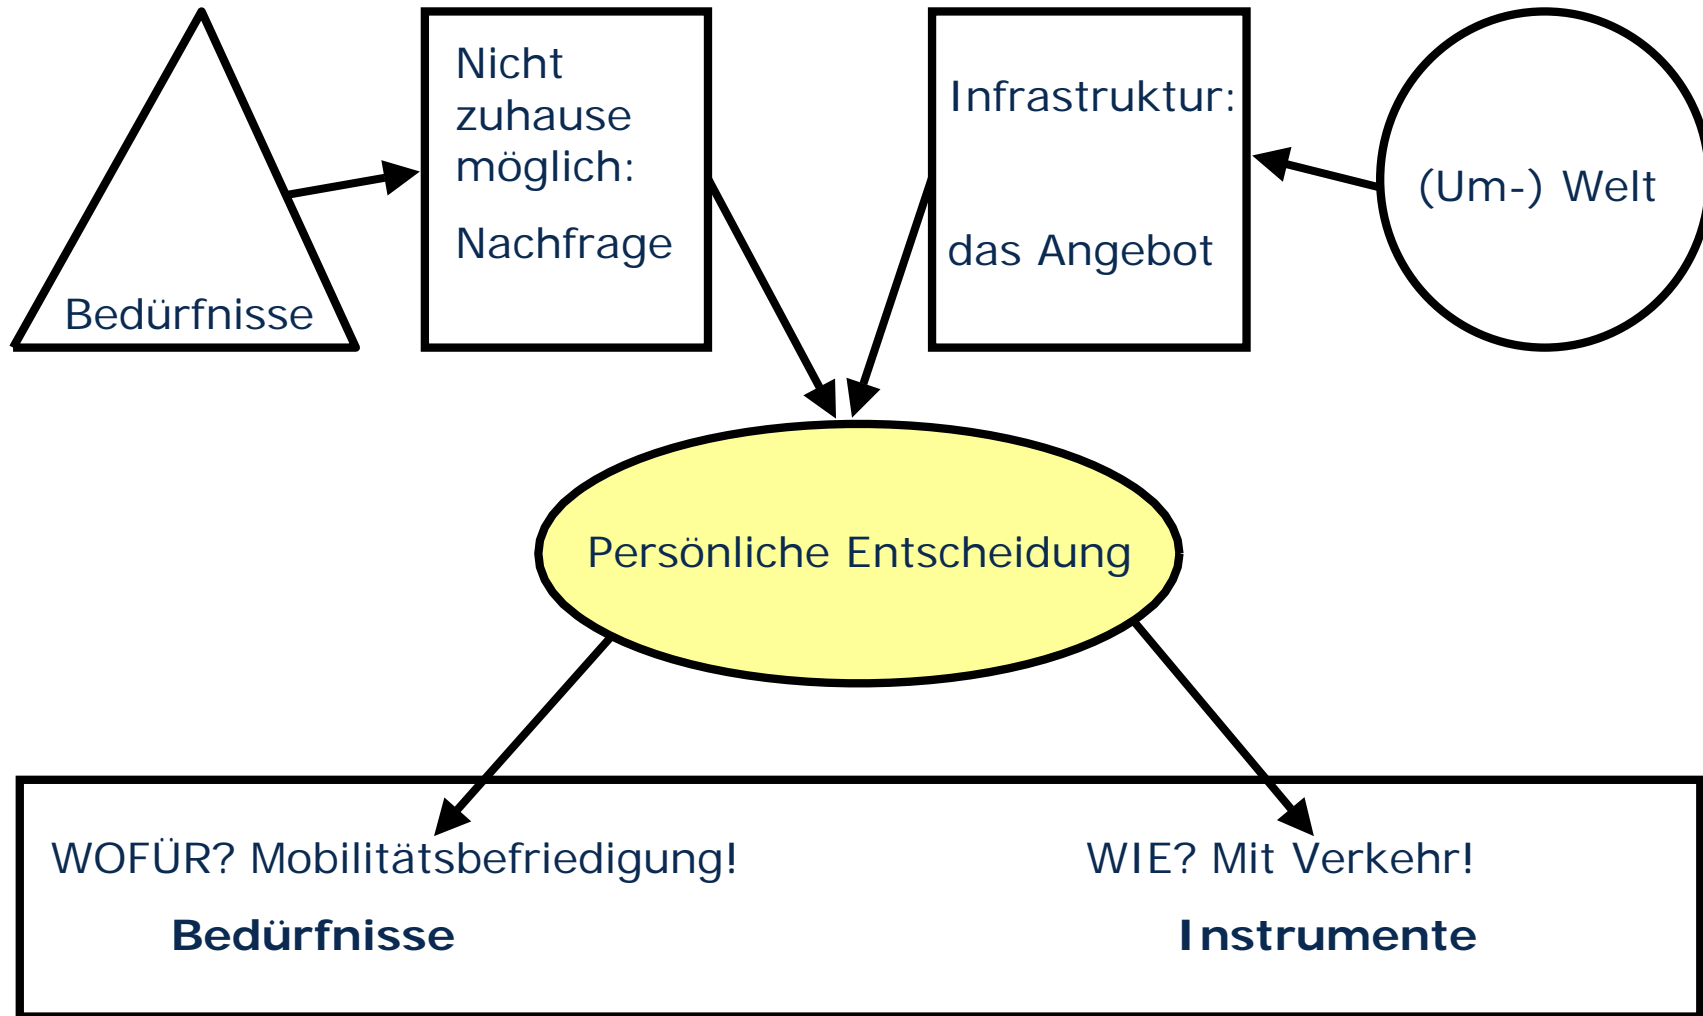 Bedürfnisse
Nicht
zuhause
möglich:
Nachfrage
Infrastruktur:
das Angebot
(Um-) Welt
Persönliche Entscheidung
WOFÜR? Mobilitätsbefriedigung!
Bedürfnisse
WIE? Mit Verkehr!
Instrumente